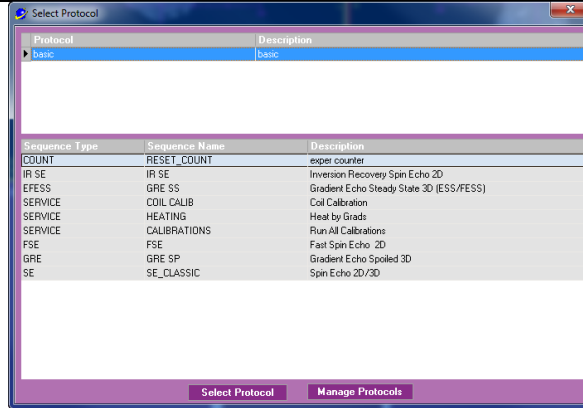 Select Protocol
Protocol Description
basic basic
Sequence Type Sequence Name Description
COUNT RESET_COUNT exper counter
IR SE IR SE Inversion Recovery Spin Echo 2D
EFESS GRE SS Gradient Echo Steady State 3D (ESS/FESS)
SERVICE COIL CALIB Coil Calibration
SERVICE HEATING Heat by Grads
SERVICE CALIBRATIONS Run All Calibrations
FSE FSE Fast Spin Echo 2D
GRE GRE SP Gradient Echo Spoiled 3D
SE SE_CLASSIC Spin Echo 2D/3D
Select Protocol Manage Protocols